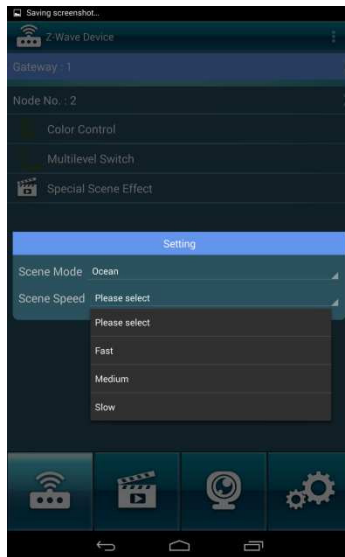 Saving screenshot...
Z-Wave Device
Gateway : 1
Node No. : 2
Color Control
Multilevel Switch
Special Scene Effect
Setting
Scene Mode Ocean
Scene Speed Please select
Please select
Fast
Medium
Slow